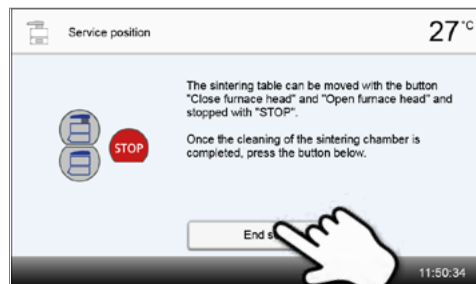 Service position
27°C
The sintering table can be moved with the button
"Close furnace head" and "Open furnace head" and
stopped with "STOP".
STOP
Once the cleaning of the sintering chamber is
completed, press the button below.
End
11:50:34